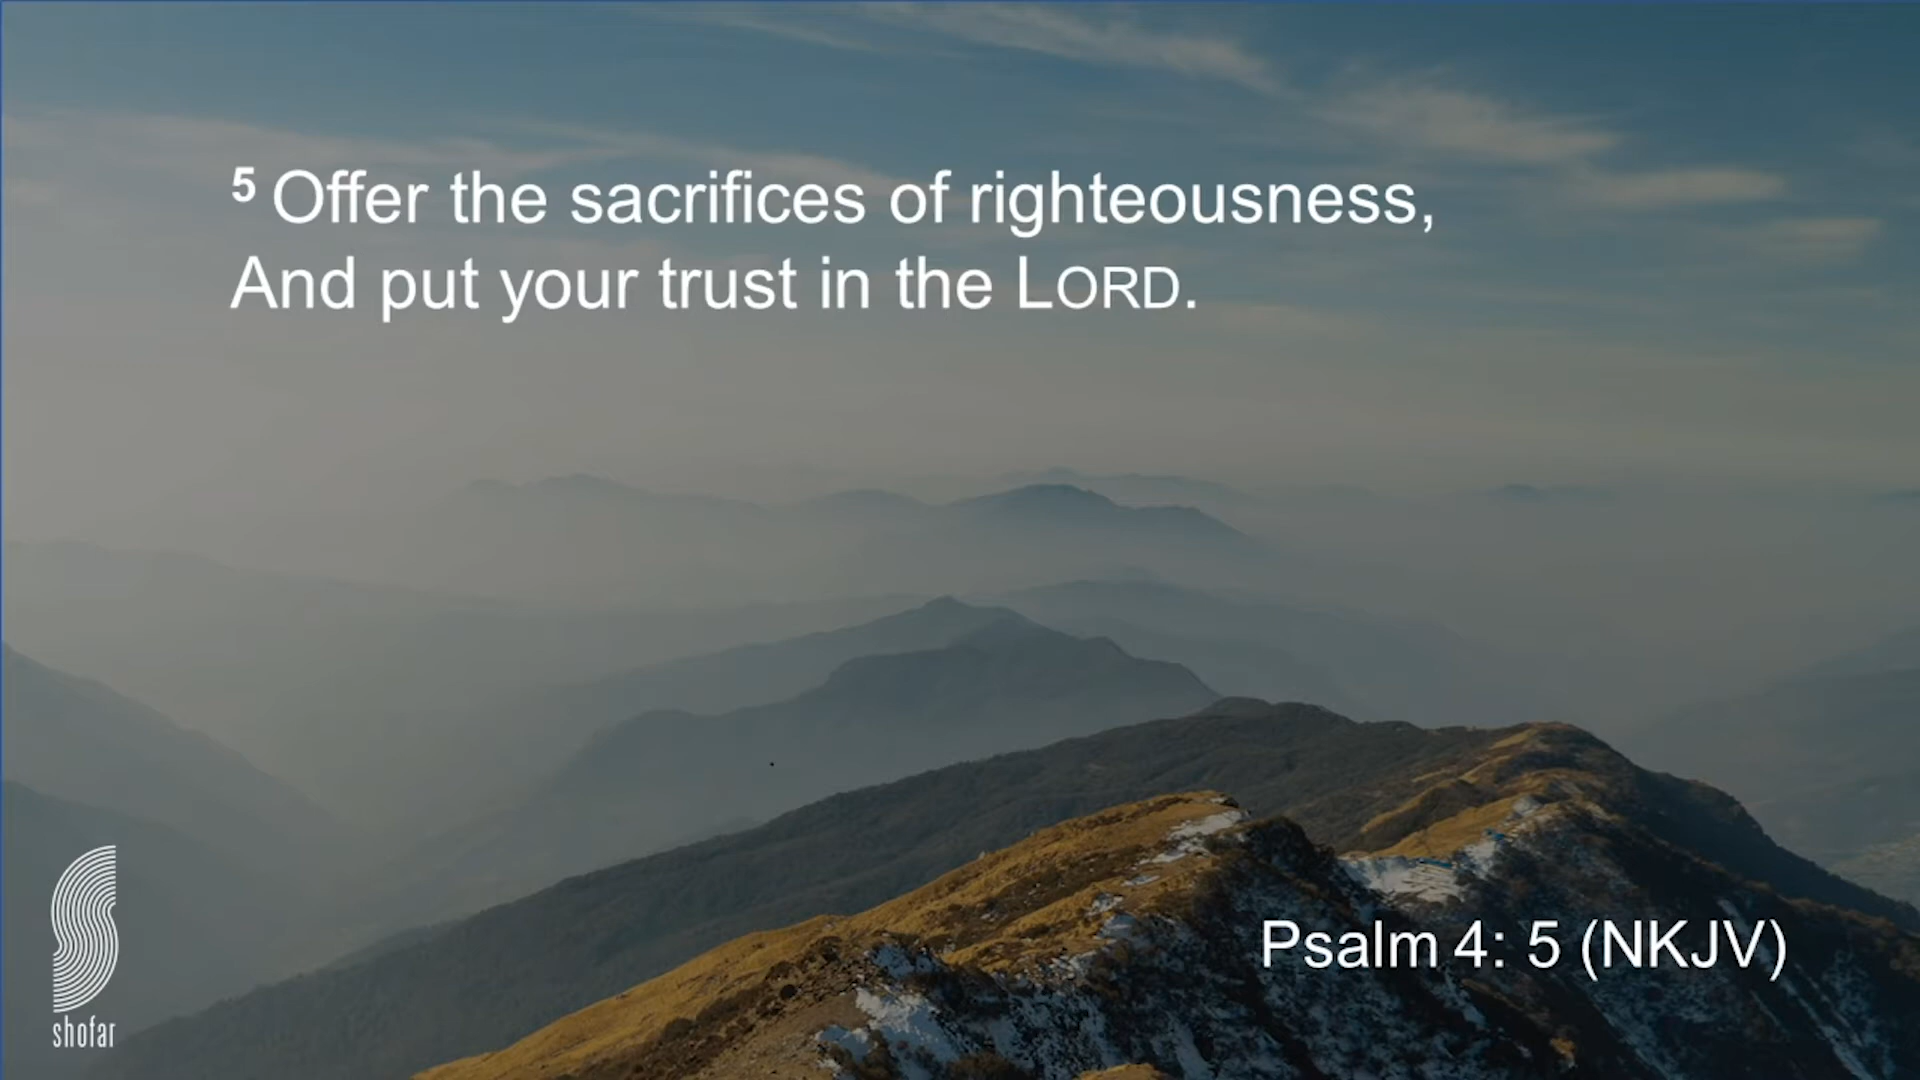 5 Offer the sacrifices of righteousness,
And put your trust in the LORD.
Psalm 4: 5 (NKJV)
shofar